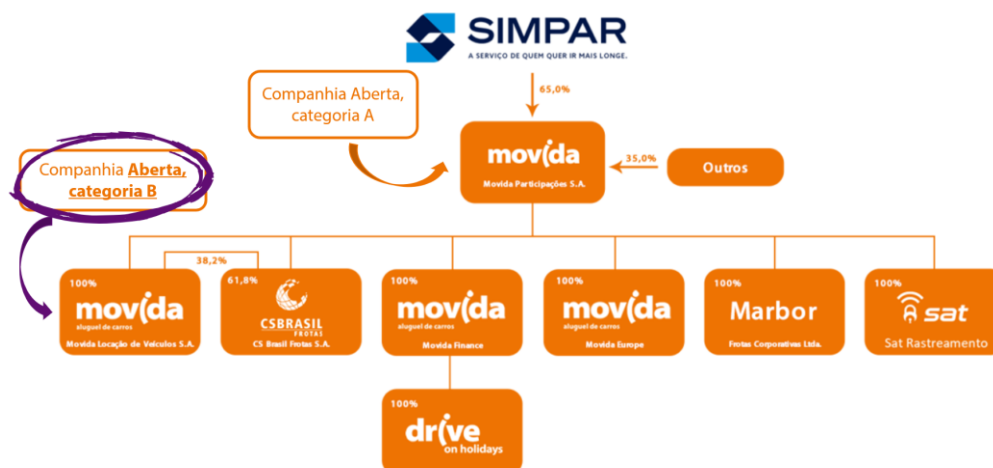 SIMPAR
A SERVIÇO DE QUEM QUER IR MAIS LONGE.
65,0%
Companhia Aberta,
categoria A
movida
Movida Participações S.A.
35,0%
Outros
Companhia Aberta,
categoria B
38,2%
100%
movida
aluguel de carros
Movida Locação de Veículos S.A.
61,8%
CSBRASIL
FROTAS
CS Brasil Frotas S.A.
100%
movida
aluguel de carros
Movida Finance
100%
movida
aluguel de carros
Movida Europe
100%
Marbor
Frotas Corporativas Ltda.
100%
sat
Sat Rastreamento
100%
drive
on holidays